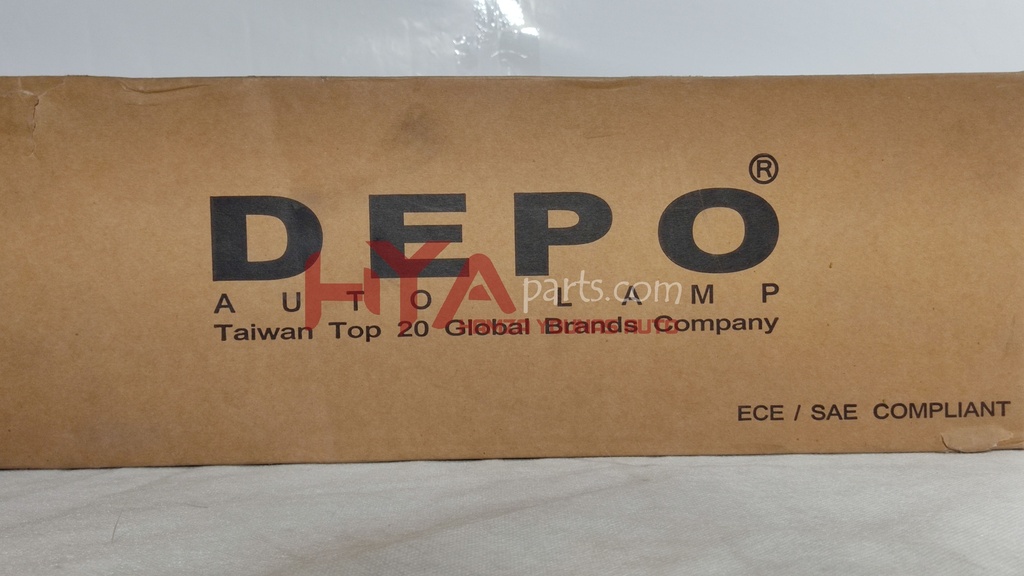 ®
DEPO
AUTO LAMP
Taiwan Top 20 Global Brands Company
HYAparts.com
ECE / SAE COMPLIANT